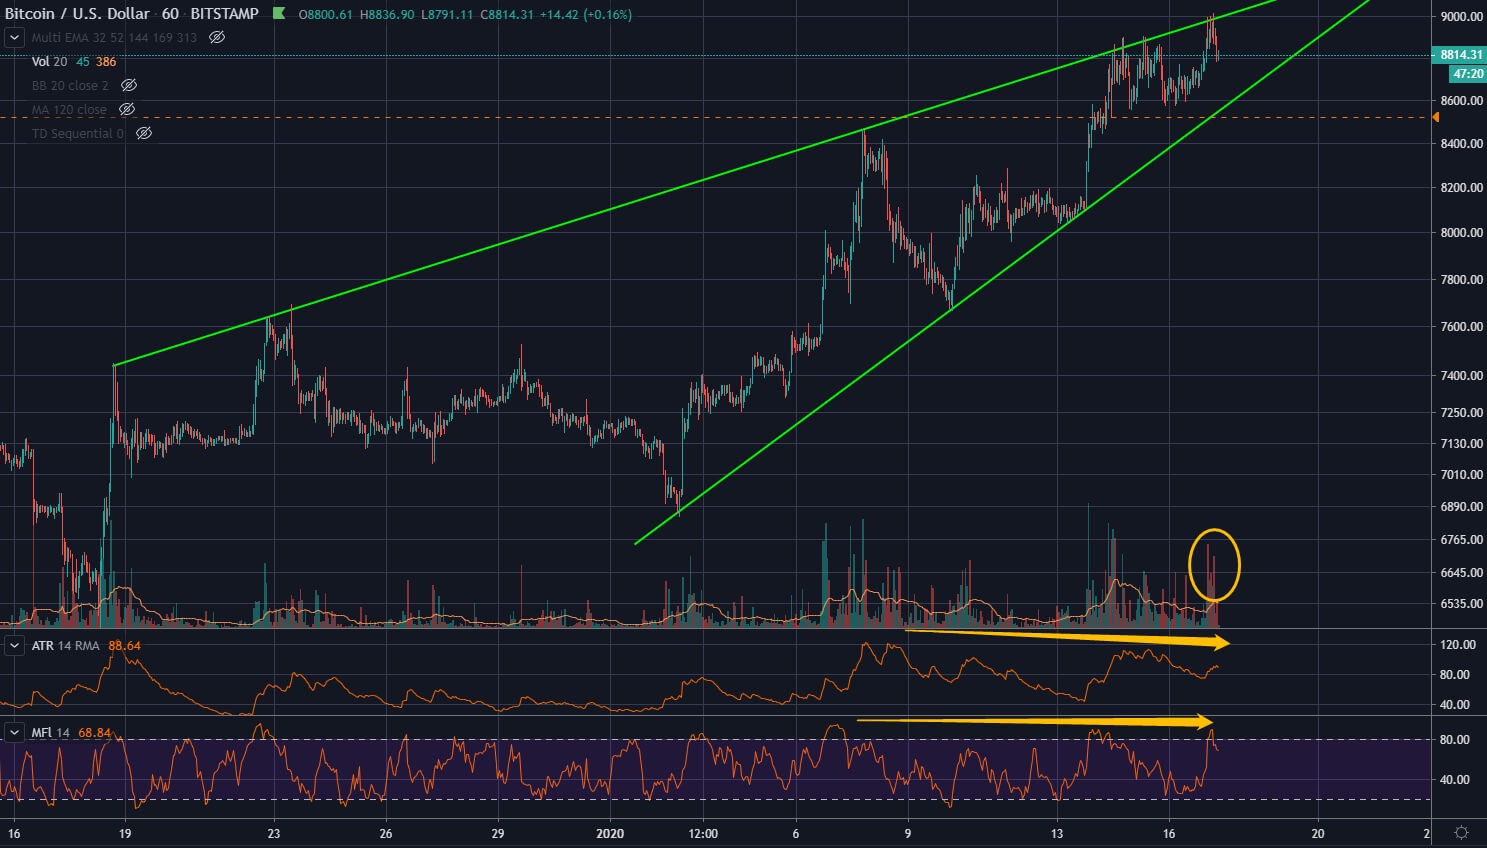 Bitcoin / U.S. Dollar 60 BITSTAMP O8800.61 H8836.90 L8791.11 C8814.31 +14.42 (+0.16%)
Multi EMA 32 52 144 169 313
Vol 20 45 386
BB 20 close 2
MA 120 close
TD Sequential 0
9000.00
8814.31
47:20
8600.00
8400.00
8200.00
8000.00
7800.00
7600.00
7400.00
7250.00
7130.00
7010.00
6890.00
6765.00
6645.00
6535.00
ATR 14 RMA 88.64
120.00
80.00
40.00
MFI 14 68.84
80.00
40.00
16 19 23 26 29 2020 12:00 6 9 13 16 20 2